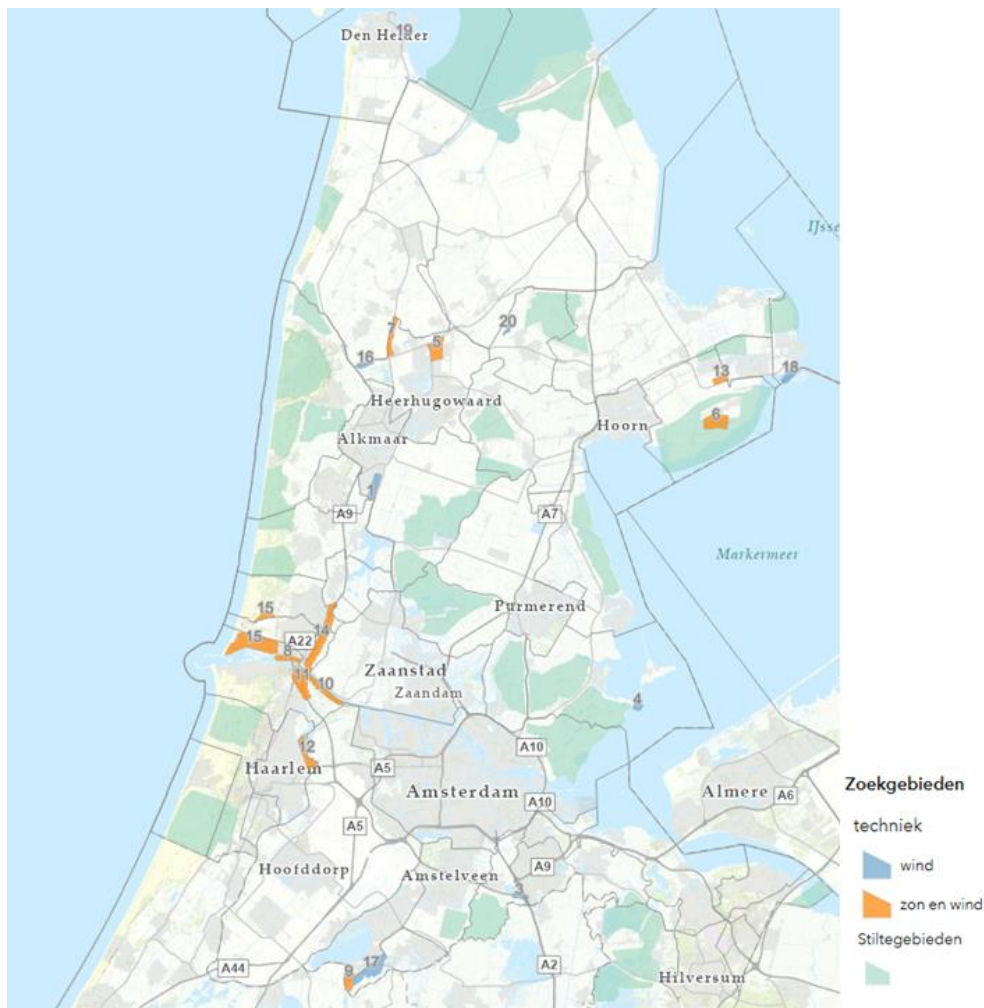 19
Den Helder
IJsse
7
20
5
16
13
18
Heerhugowaard
6
Hoorn
Alkmaar
1
A9
A7
Markermeer
15
Purmerend
14
15
A22
8
Zaanstad
11
10
Zaandam
4
12
A10
Haarlem
A5
Amsterdam
A10
Almere
A6
A5
Hoofddorp
Amstelveen
A9
3
17
A44
9
A2
Hilversum
Zoekgebieden
techniek
wind
zon en wind
Stiltegebieden